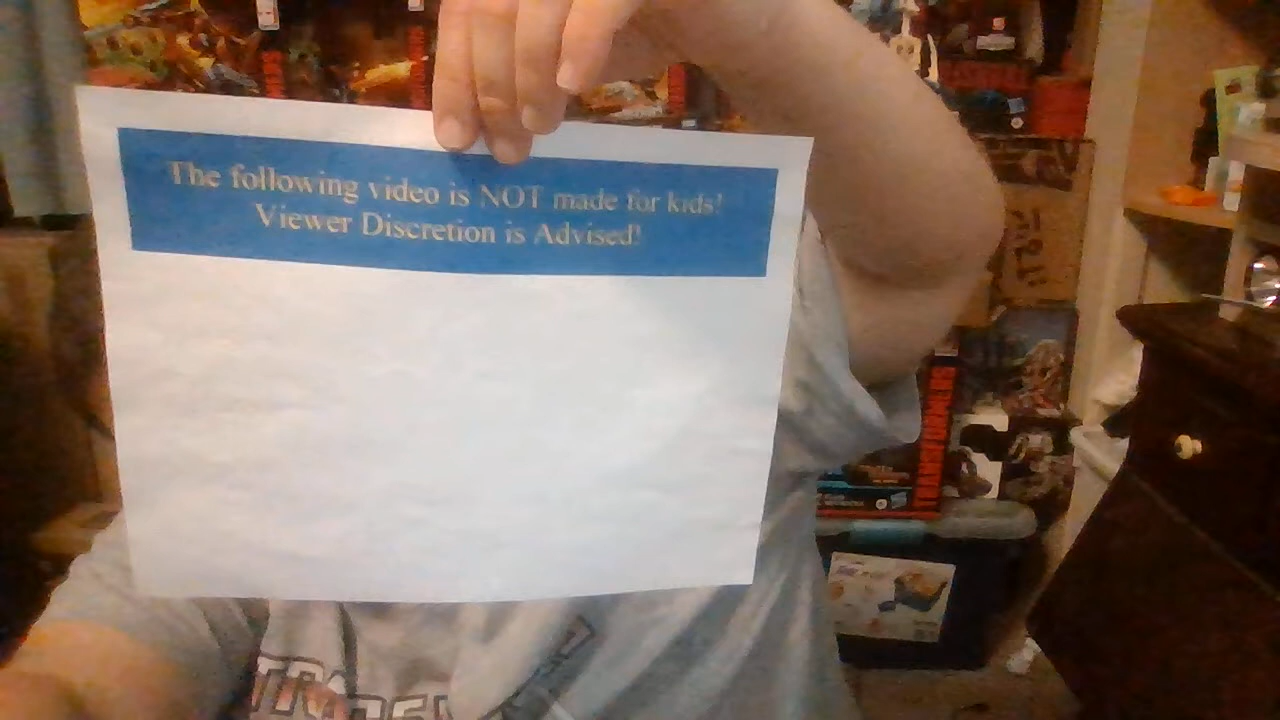 The following video is NOT made for kids!
Viewer Discretion is Advised!